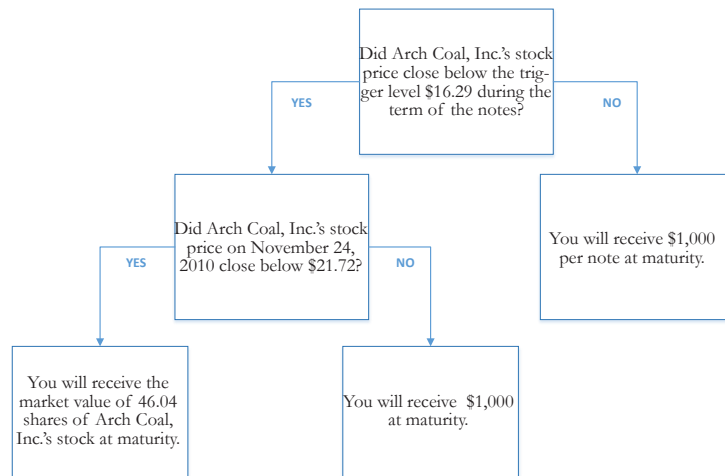 Did Arch Coal, Inc.'s stock
price close below the trig-
ger level $16.29 during the
term of the notes?
YES
NO
Did Arch Coal, Inc.'s stock
price on November 24,
2010 close below $21.72?
You will receive $1,000
per note at maturity.
YES
NO
You will receive the
market value of 46.04
shares of Arch Coal,
Inc.'s stock at maturity.
You will receive $1,000
at maturity.